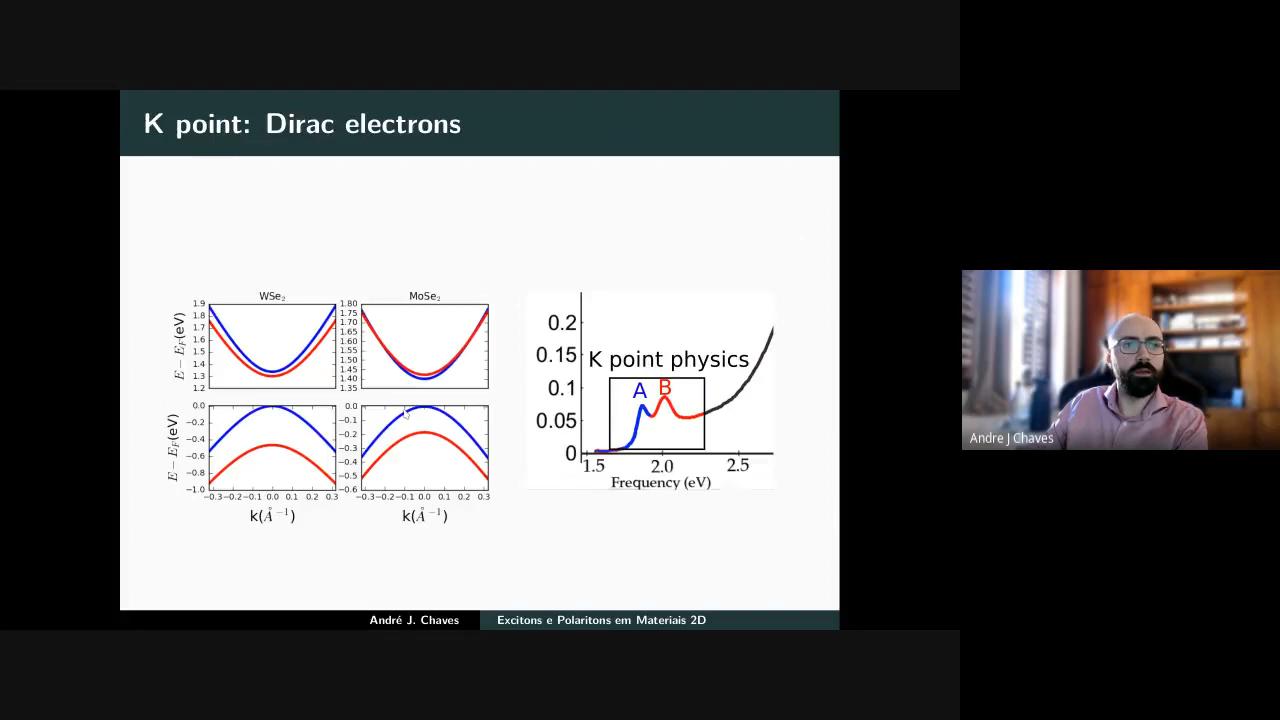 K point: Dirac electrons
WSe₂
MoSe₂
E − E_F(eV)
1.9
1.8
1.7
1.6
1.5
1.4
1.3
1.2
1.80
1.75
1.70
1.65
1.60
1.55
1.50
1.45
1.40
1.35
E − E_F(eV)
0.0
−0.2
−0.4
−0.6
−0.8
−1.0
0.0
−0.1
−0.2
−0.3
−0.4
−0.5
−0.6
−0.3 −0.2 −0.1 0.0 0.1 0.2 0.3
−0.3 −0.2 −0.1 0.0 0.1 0.2 0.3
k(Å⁻¹)
k(Å⁻¹)
0.2
0.15
0.1
0.05
0
K point physics
A
B
1.5 2.0 2.5
Frequency (eV)
André J. Chaves
Excitons e Polaritons em Materiais 2D
Andre J Chaves